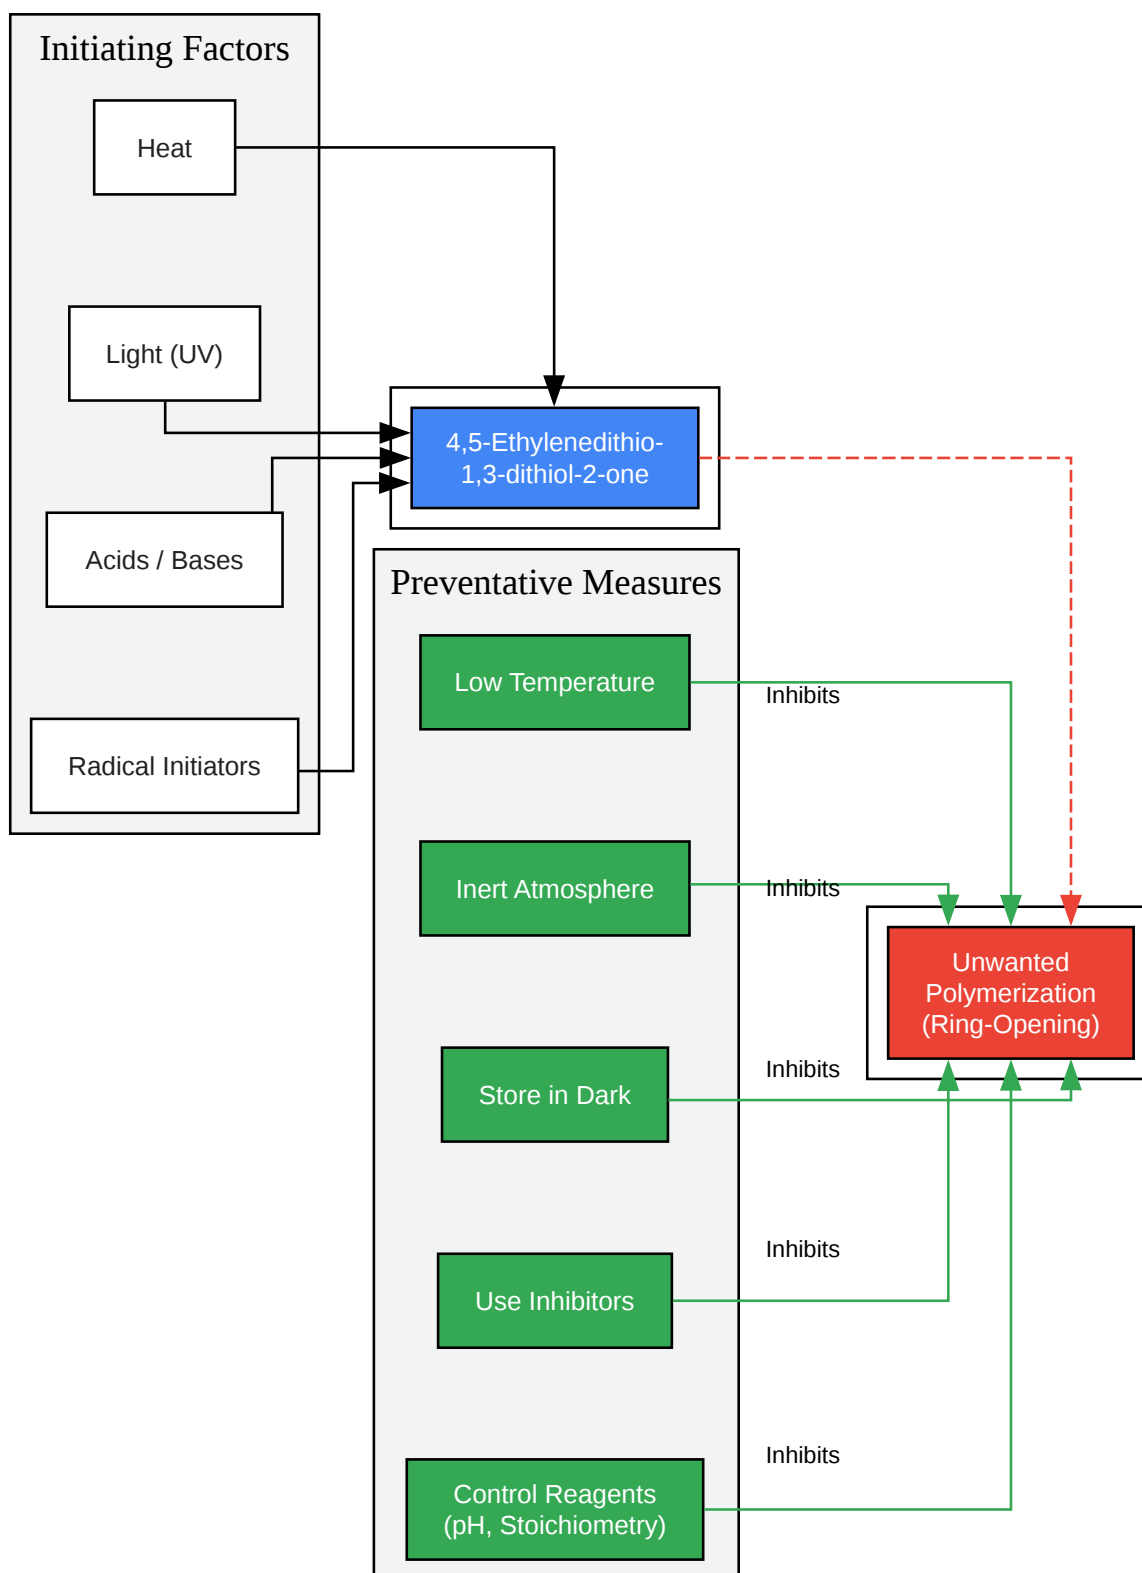 Initiating Factors
Heat
Light (UV)
Acids / Bases
Radical Initiators
4,5-Ethylenedithio-
1,3-dithiol-2-one
Preventative Measures
Low Temperature
Inhibits
Inert Atmosphere
Inhibits
Store in Dark
Inhibits
Use Inhibitors
Inhibits
Control Reagents
(pH, Stoichiometry)
Inhibits
Unwanted
Polymerization
(Ring-Opening)